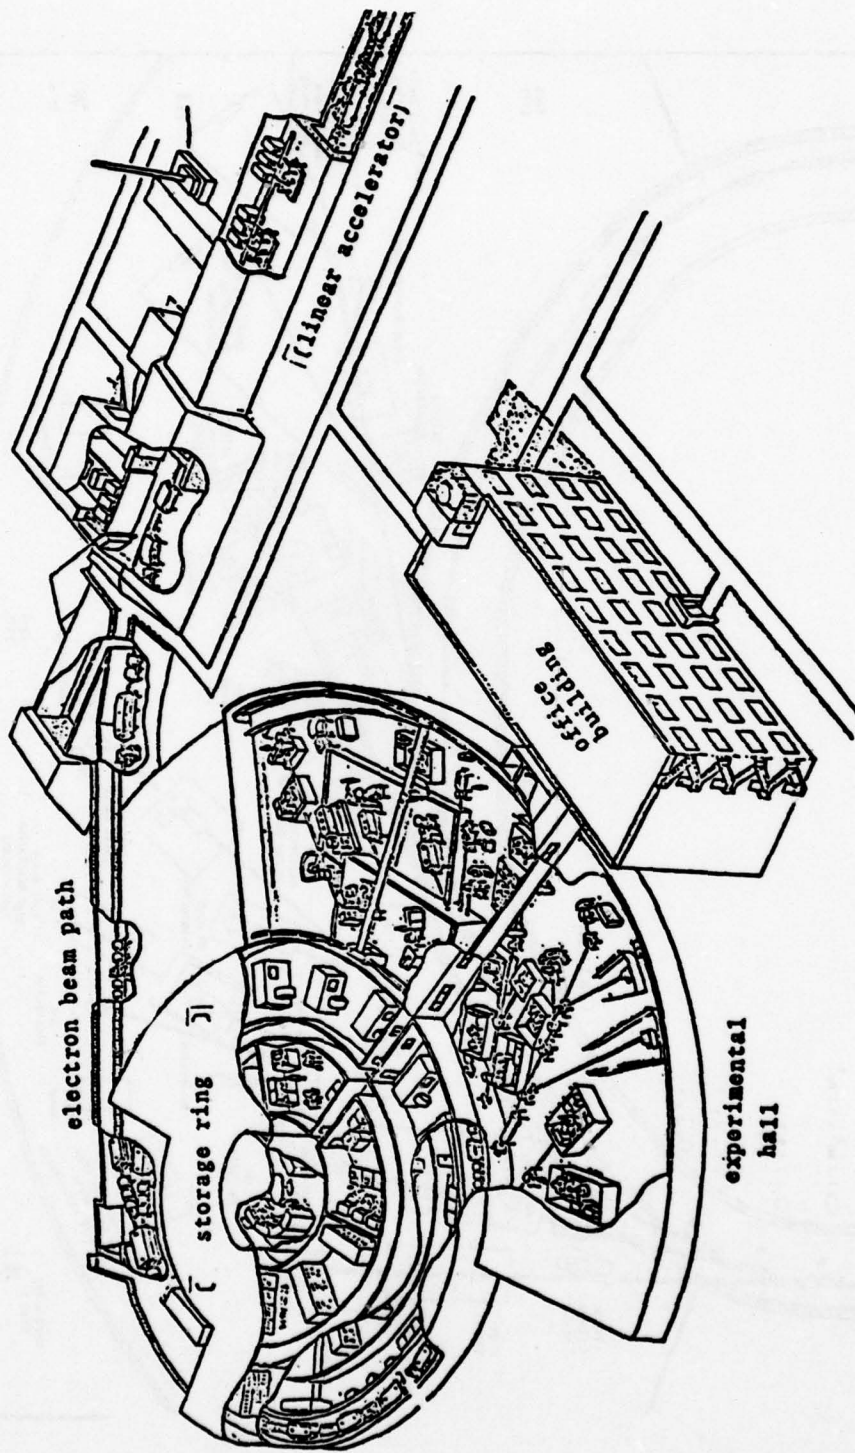 electron beam path
[(linear accelerator)]
[( storage ring )]
office
building
experimental
hall